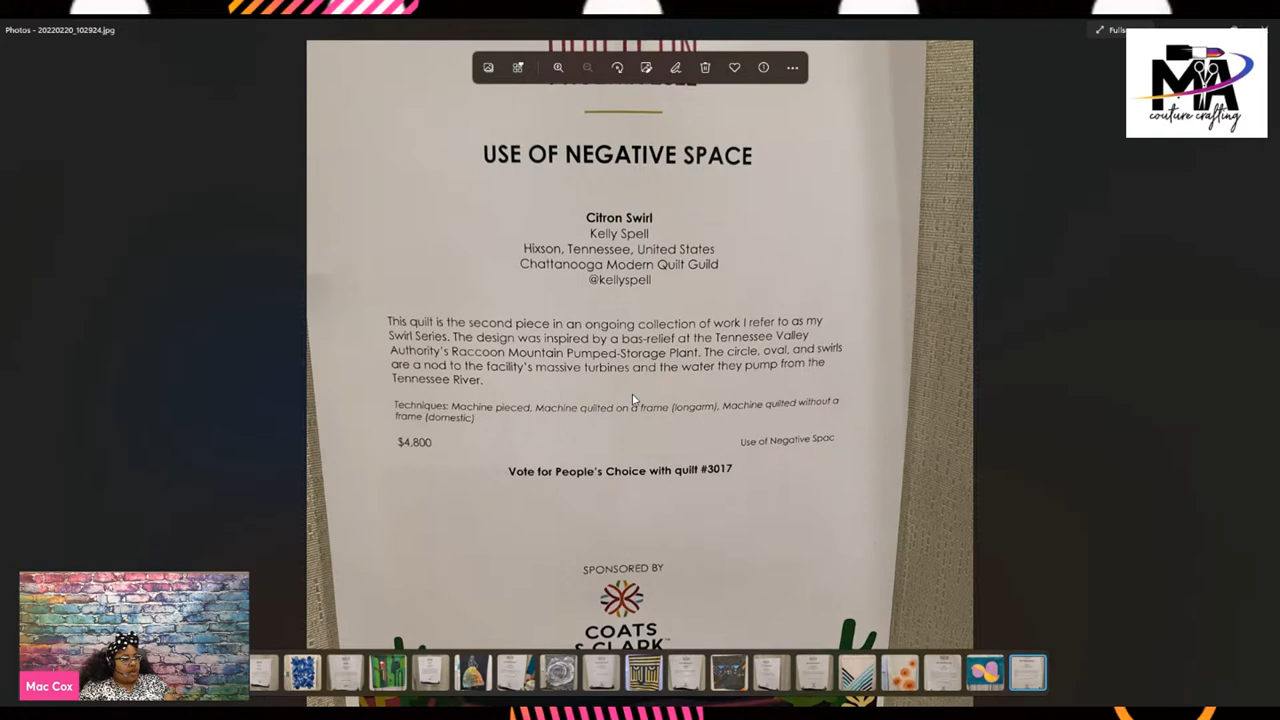 Photos - 20220220_102924.jpg
MA
couture crafting
USE OF NEGATIVE SPACE
Citron Swirl
Kelly Spell
Hixson, Tennessee, United States
Chattanooga Modern Quilt Guild
@kellyspell
This quilt is the second piece in an ongoing collection of work I refer to as my
Swirl Series. The design was inspired by a bas-relief at the Tennessee Valley
Authority's Raccoon Mountain Pumped-Storage Plant. The circle, oval, and swirls
are a nod to the facility's massive turbines and the water they pump from the
Tennessee River.
Techniques: Machine pieced, Machine quilted on a frame (longarm), Machine quilted without a
frame (domestic)
$4,800
Use of Negative Spac
Vote for People's Choice with quilt #3017
SPONSORED BY
COATS
& CLARK
Mac Cox